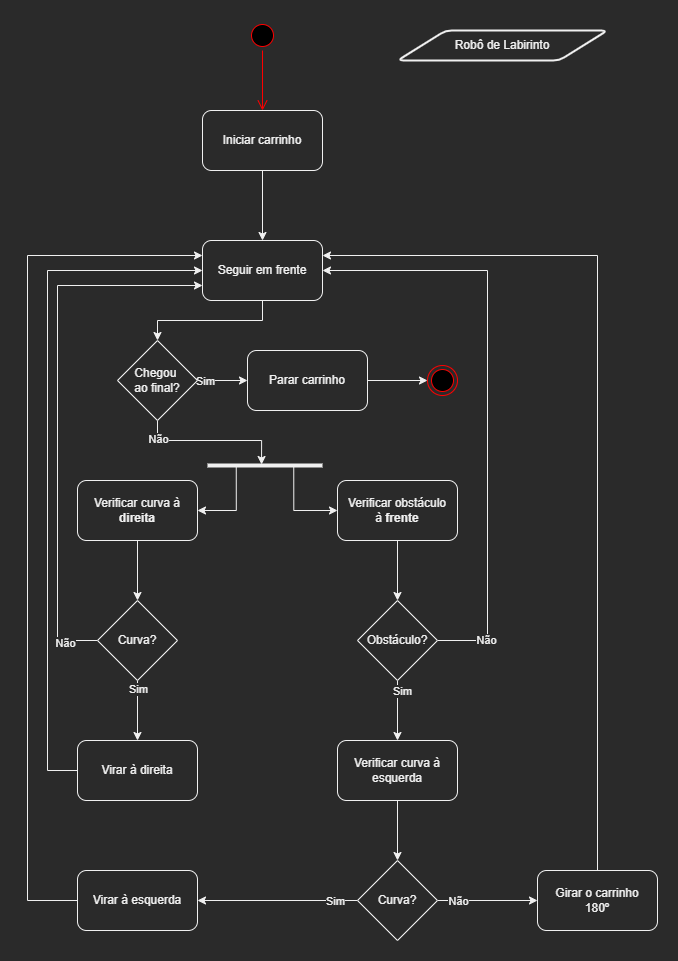 Robô de Labirinto
Iniciar carrinho
Seguir em frente
Chegou
ao final?
Sim
Parar carrinho
Não
Verificar curva à
direita
Verificar obstáculo
à frente
Curva?
Não
Obstáculo?
Não
Sim
Sim
Virar à direita
Verificar curva à
esquerda
Virar à esquerda
Sim
Curva?
Não
Girar o carrinho
180º